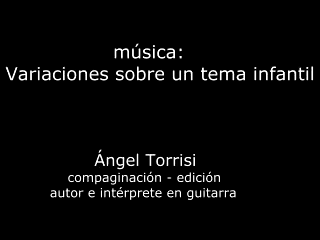 música:
Variaciones sobre un tema infantil
Ángel Torrisi
compaginación - edición
autor e intérprete en guitarra